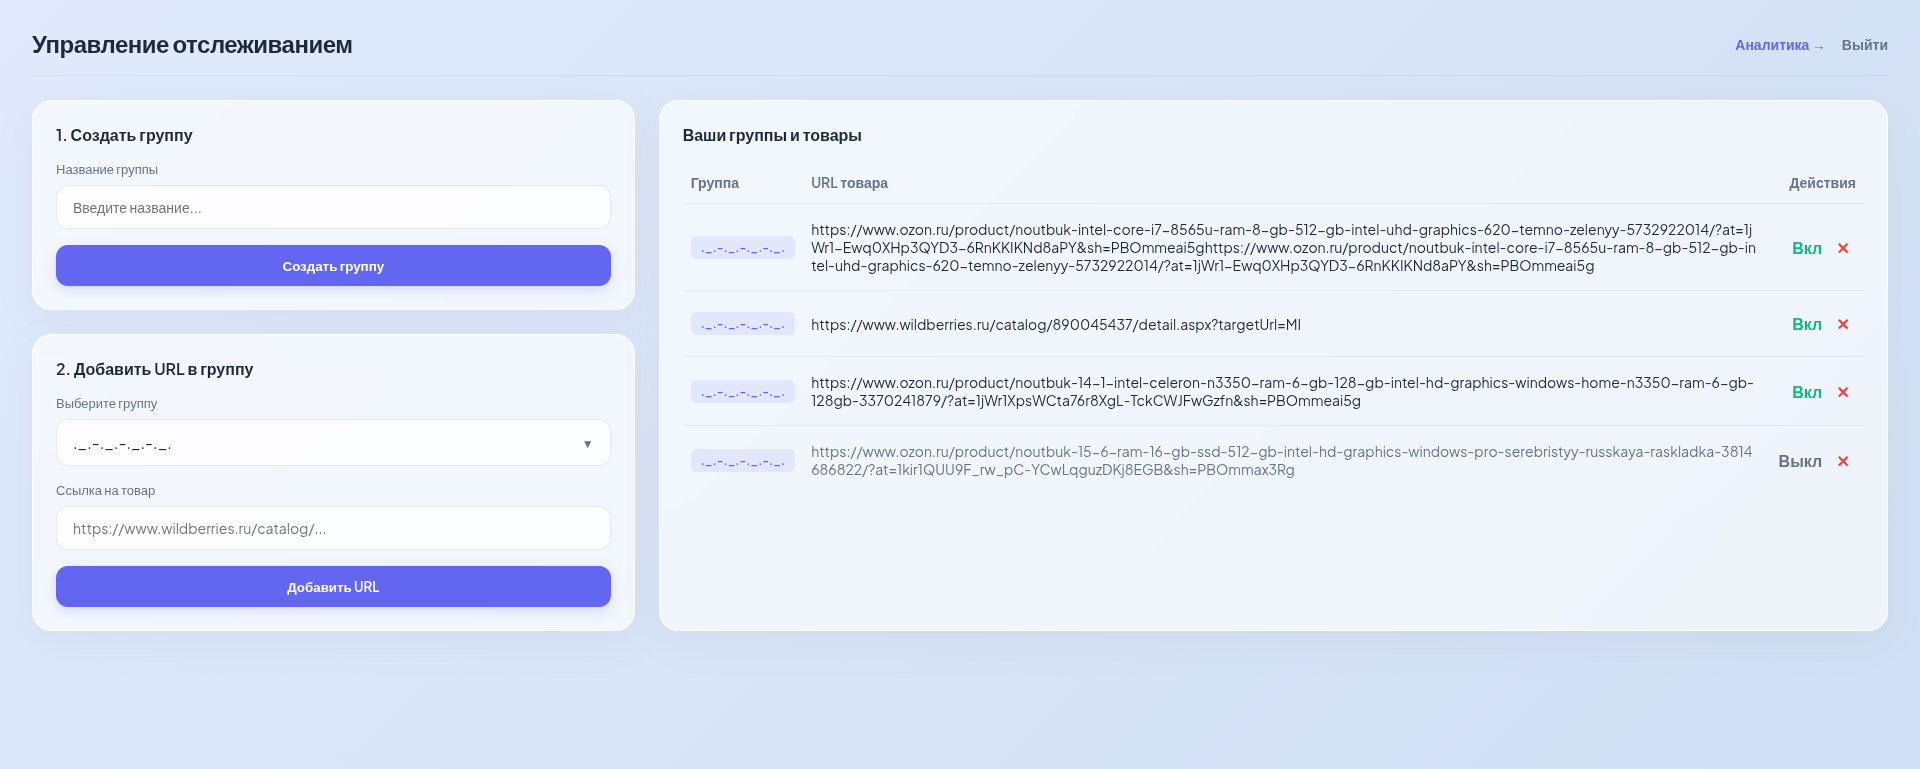 Управление отслеживанием
Аналитика → Выйти
1. Создать группу
Название группы
Введите название...
Создать группу
2. Добавить URL в группу
Выберите группу
._.-._.-._.-._. ▼
Ссылка на товар
https://www.wildberries.ru/catalog/...
Добавить URL
Ваши группы и товары
Группа URL товара Действия
._.-._.-._.-._. https://www.ozon.ru/product/noutbuk-intel-core-i7-8565u-ram-8-gb-512-gb-intel-uhd-graphics-620-temno-zelenyy-5732922014/?at=1j
Wr1-Ewq0XHp3QYD3-6RnKKlKNd8aPY&sh=PBOmmeai5ghttps://www.ozon.ru/product/noutbuk-intel-core-i7-8565u-ram-8-gb-512-gb-in
tel-uhd-graphics-620-temno-zelenyy-5732922014/?at=1jWr1-Ewq0XHp3QYD3-6RnKKlKNd8aPY&sh=PBOmmeai5g
Вкл ✕
._.-._.-._.-._. https://www.wildberries.ru/catalog/890045437/detail.aspx?targetUrl=MI Вкл ✕
._.-._.-._.-._. https://www.ozon.ru/product/noutbuk-14-1-intel-celeron-n3350-ram-6-gb-128-gb-intel-hd-graphics-windows-home-n3350-ram-6-gb-
128gb-3370241879/?at=1jWr1XpsWCta76r8XgL-TckCWJFwGzfn&sh=PBOmmeai5g
Вкл ✕
._.-._.-._.-._. https://www.ozon.ru/product/noutbuk-15-6-ram-16-gb-ssd-512-gb-intel-hd-graphics-windows-pro-serebristyy-russkaya-raskladka-3814
686822/?at=1kir1QUU9F_rw_pC-YCwLqguzDKj8EGB&sh=PBOmmax3Rg
Выкл ✕